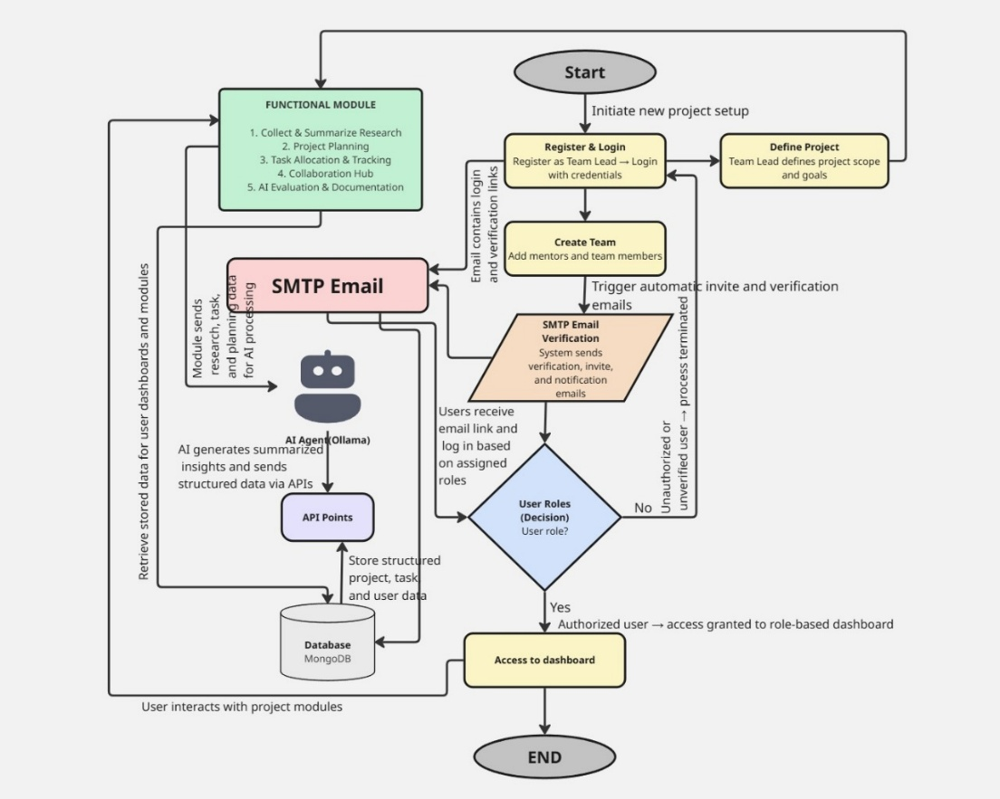 Start
Initiate new project setup
FUNCTIONAL MODULE
1. Collect & Summarize Research
2. Project Planning
3. Task Allocation & Tracking
4. Collaboration Hub
5. AI Evaluation & Documentation
Register & Login
Register as Team Lead → Login
with credentials
Define Project
Team Lead defines project scope
and goals
Email contains login
and verification links
Create Team
Add mentors and team members
SMTP Email
Trigger automatic invite and verification
emails
SMTP Email
Verification
System sends
verification, invite,
and notification
emails
Module sends
research, task,
and planning data
for AI processing
Retrieve stored data for user dashboards and modules
AI Agent(Ollama)
AI generates summarized
insights and sends
structured data via APIs
Users receive
email link and
log in based
on assigned
roles
Unauthorized or
unverified user → process terminated
API Points
User Roles
(Decision)
User role?
No
Store structured
project, task,
and user data
Yes
Authorized user → access granted to role-based dashboard
Database
MongoDB
Access to dashboard
User interacts with project modules
END